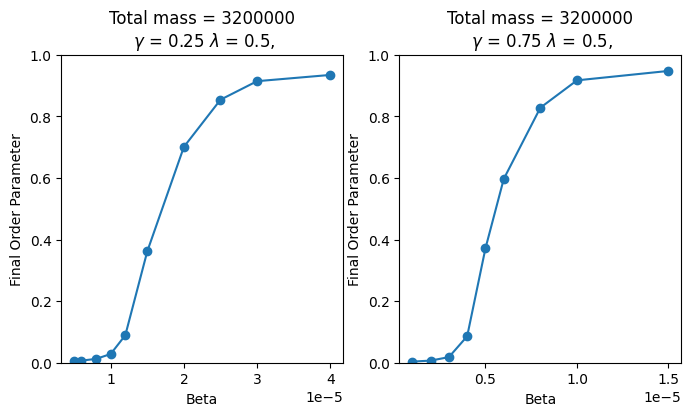 Total mass = 3200000
γ = 0.25 λ = 0.5,
Final Order Parameter
1.0
0.8
0.6
0.4
0.2
0.0
1
2
3
4
1e−5
Beta
Total mass = 3200000
γ = 0.75 λ = 0.5,
Final Order Parameter
1.0
0.8
0.6
0.4
0.2
0.0
0.5
1.0
1.5
1e−5
Beta